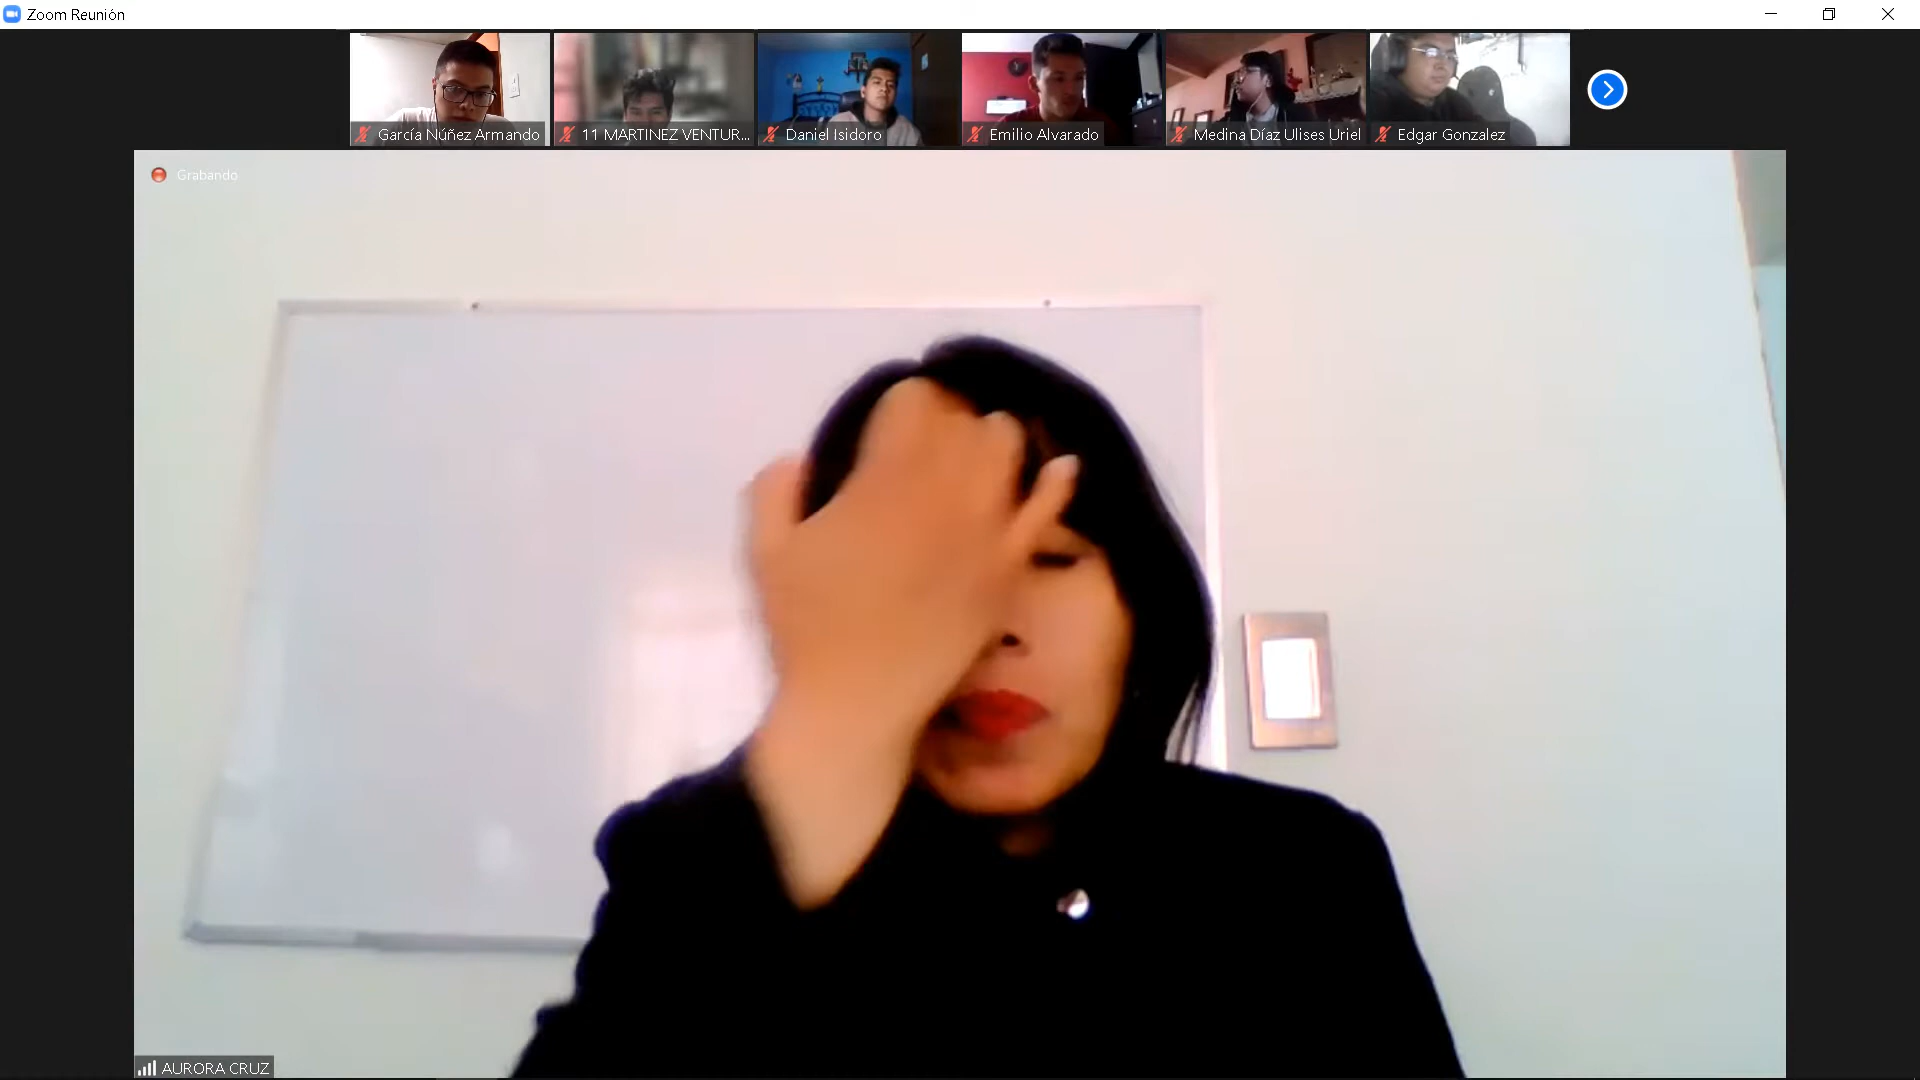 Zoom Reunión
García Núñez Armando
11 MARTINEZ VENTUR...
Daniel Isidoro
Emilio Alvarado
Medina Díaz Ulises Uriel
Edgar Gonzalez
Grabando
AURORA CRUZ